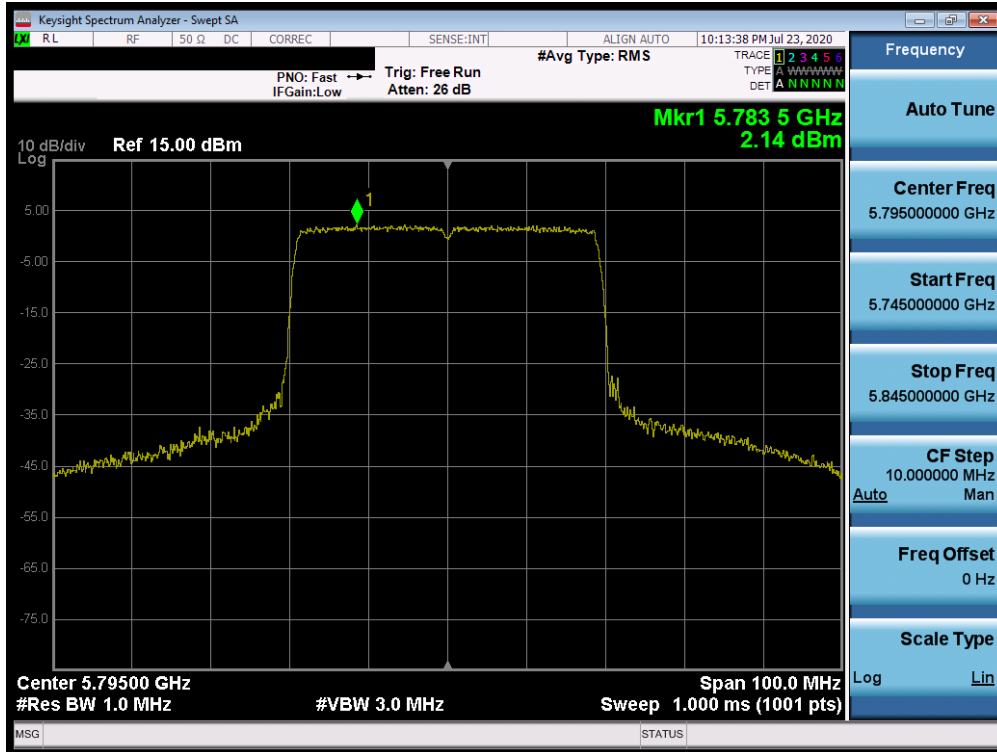 Keysight Spectrum Analyzer - Swept SA
LXI RL RF 50 Ω DC CORREC SENSE:INT ALIGN AUTO 10:13:38 PM Jul 23, 2020
#Avg Type: RMS TRACE 1 2 3 4 5 6
PNO: Fast Trig: Free Run TYPE A WWWWW
IFGain:Low Atten: 26 dB DET A N N N N N
Mkr1 5.783 5 GHz
2.14 dBm
10 dB/div Ref 15.00 dBm
Log
1
5.00
-5.00
-15.0
-25.0
-35.0
-45.0
-55.0
-65.0
-75.0
Center 5.79500 GHz Span 100.0 MHz
#Res BW 1.0 MHz #VBW 3.0 MHz Sweep 1.000 ms (1001 pts)
MSG STATUS
Frequency
Auto Tune
Center Freq
5.795000000 GHz
Start Freq
5.745000000 GHz
Stop Freq
5.845000000 GHz
CF Step
10.000000 MHz
Auto Man
Freq Offset
0 Hz
Scale Type
Log Lin